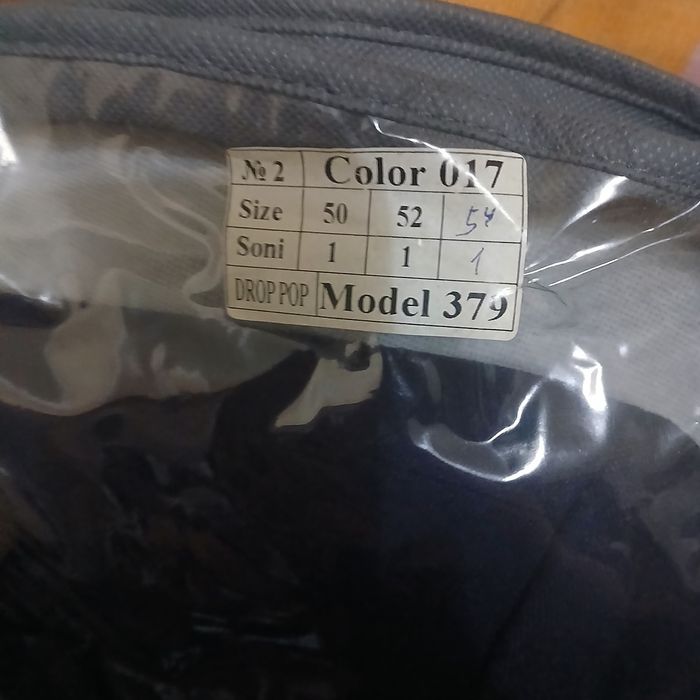 № 2 Color 017
Size 50 52 54
Soni 1 1 1
DROP POP Model 379